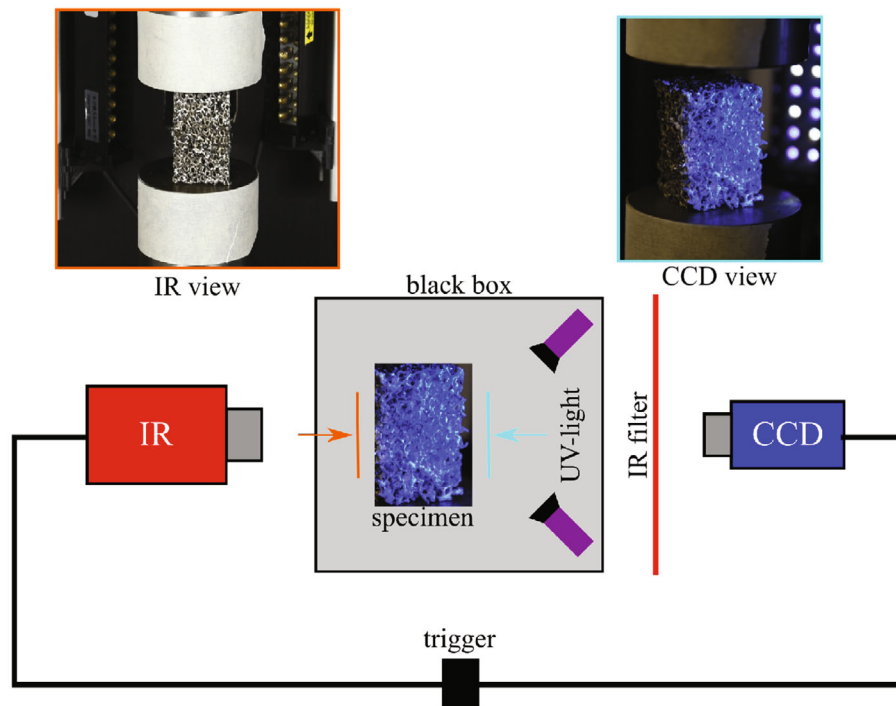 IR view
CCD view
black box
IR
UV-light
IR filter
CCD
specimen
trigger